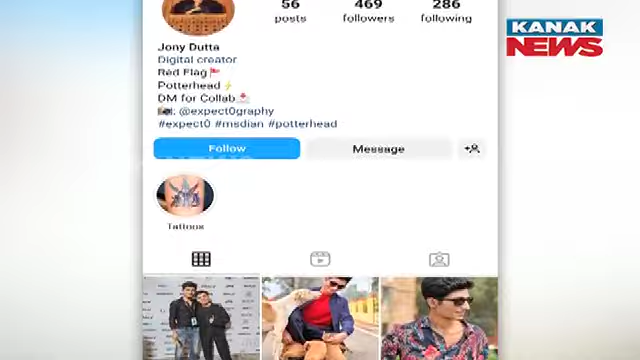 56 469 286
posts followers following
KANAK
NEWS
Jony Dutta
Digital creator
Red Flag🚩
Potterhead⚡
DM for Collab📩
📷: @expect0graphy
#expect0 #msdian #potterhead
Follow Message
Tattoos